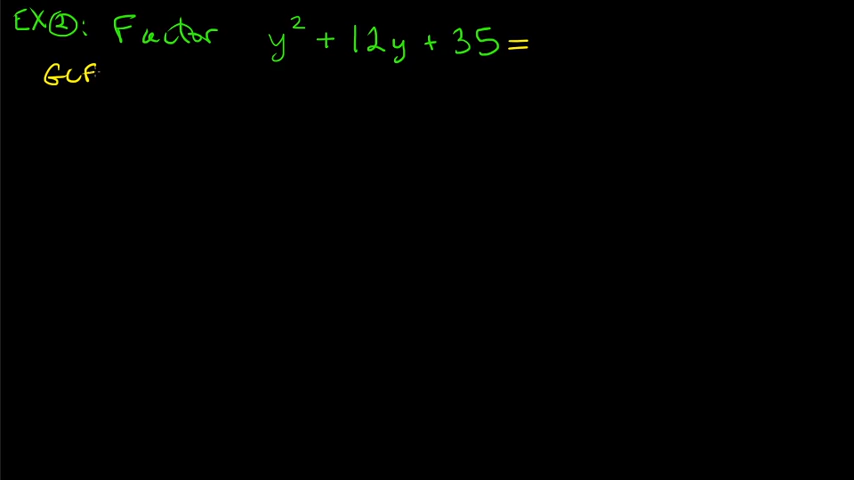 EX②: Factor y² + 12y + 35 =
GCF